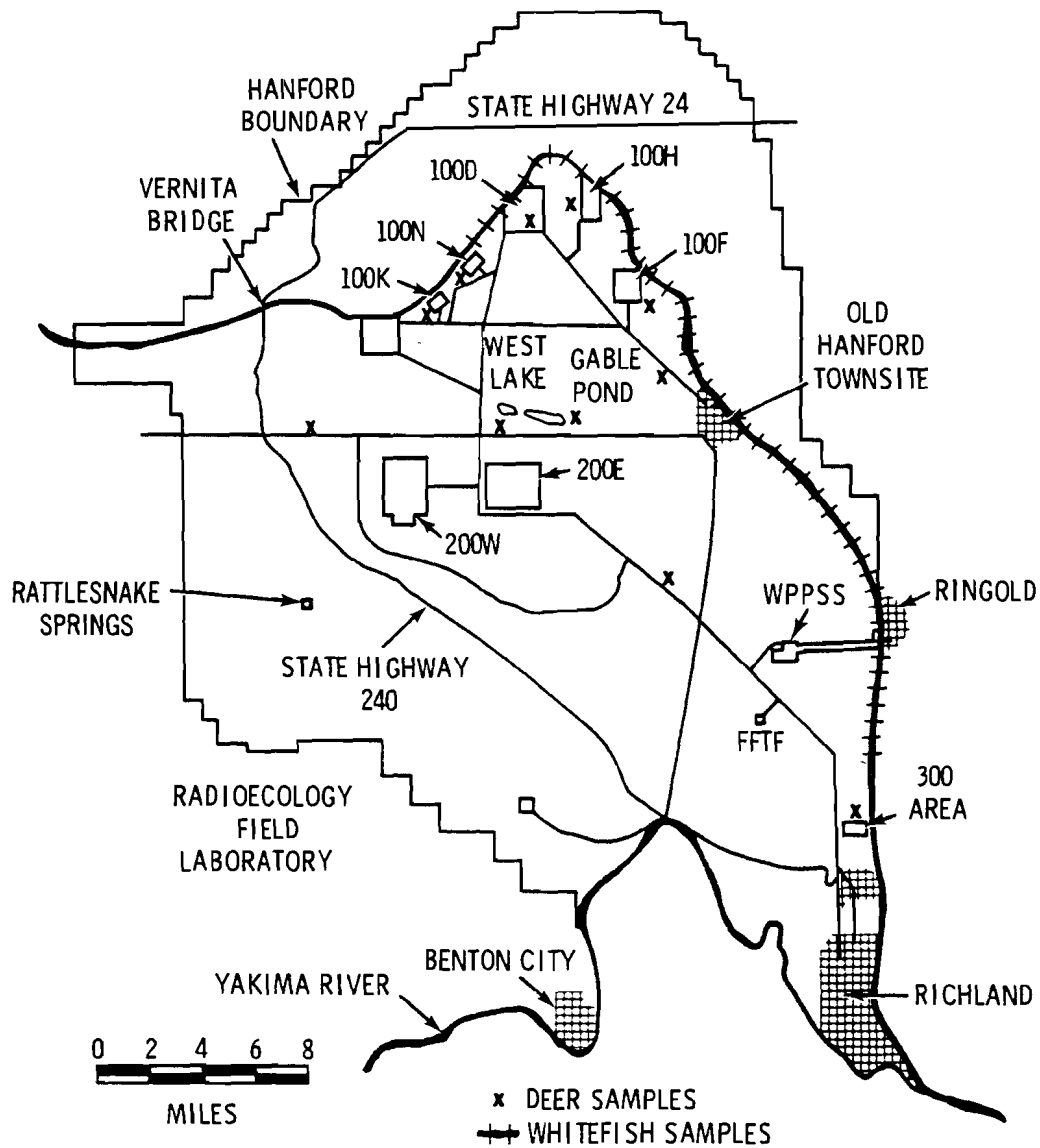 HANFORD
BOUNDARY
STATE HIGHWAY 24
VERNITA
BRIDGE
100D
100H
100N
100K
100F
WEST
LAKE
GABLE
POND
OLD
HANFORD
TOWNSITE
200E
200W
RATTLESNAKE
SPRINGS
STATE HIGHWAY
240
WPPSS
RINGOLD
FFTF
300
AREA
RADIOECOLOGY
FIELD
LABORATORY
BENTON CITY
YAKIMA RIVER
RICHLAND
0 2 4 6 8
MILES
x DEER SAMPLES
WHITEFISH SAMPLES